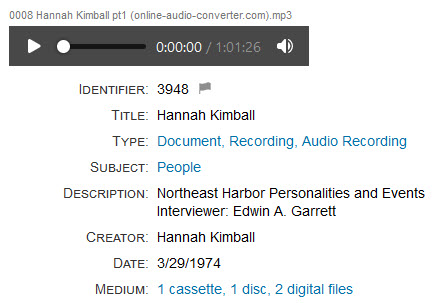 0008 Hannah Kimball pt1 (online-audio-converter.com).mp3
0:00:00 / 1:01:26
IDENTIFIER: 3948
TITLE: Hannah Kimball
TYPE: Document, Recording, Audio Recording
SUBJECT: People
DESCRIPTION: Northeast Harbor Personalities and Events
Interviewer: Edwin A. Garrett
CREATOR: Hannah Kimball
DATE: 3/29/1974
MEDIUM: 1 cassette, 1 disc, 2 digital files